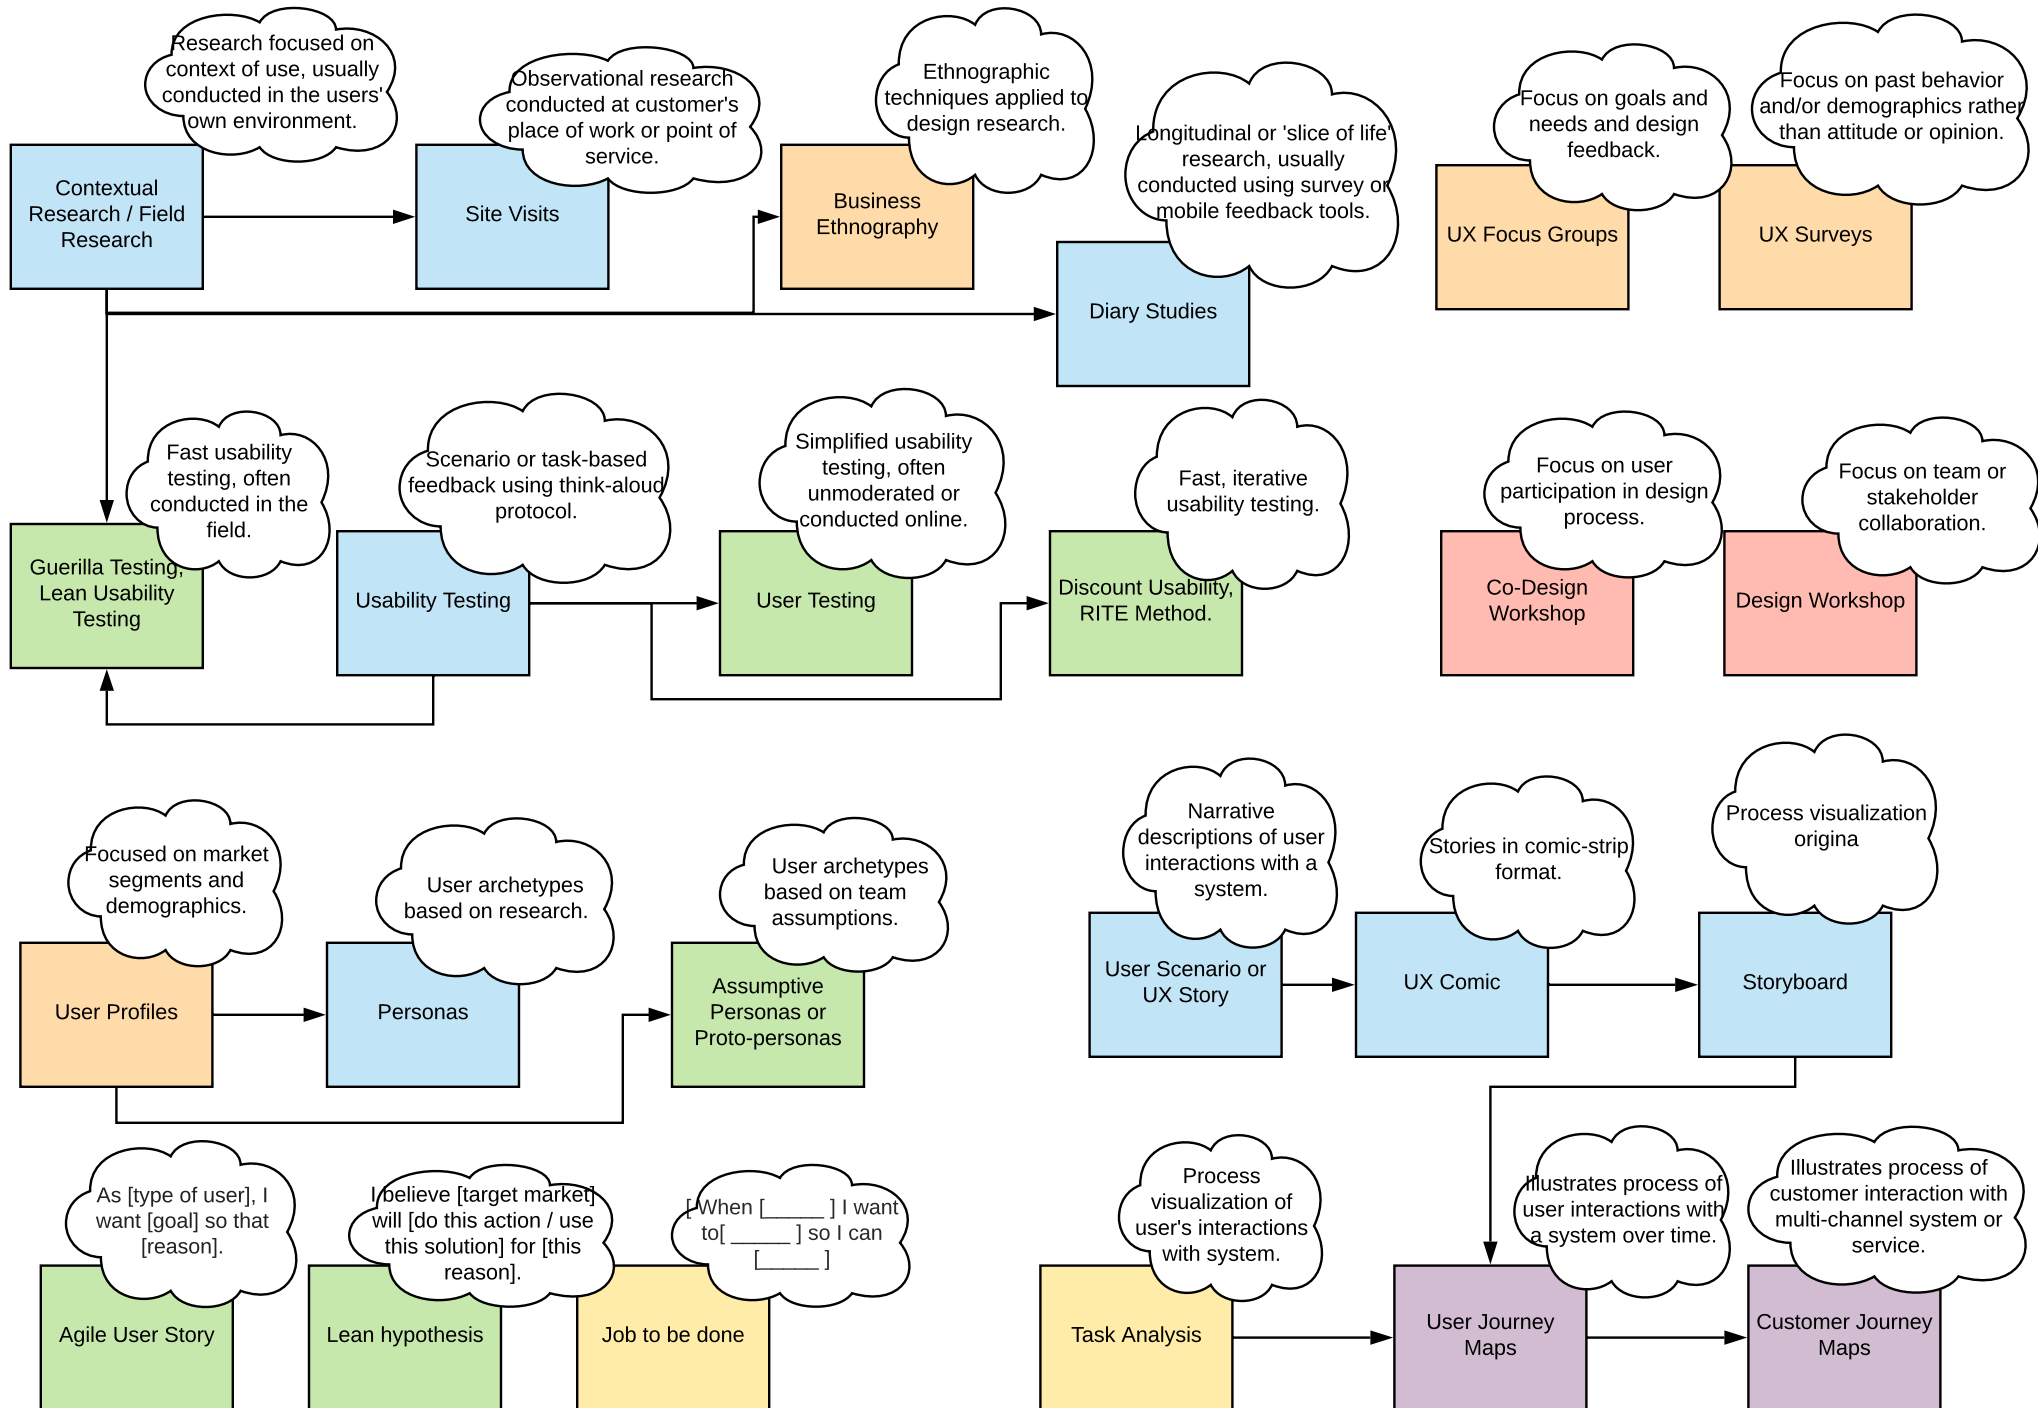 Research focused on
context of use, usually
conducted in the users'
own environment.
Contextual
Research / Field
Research
Observational research
conducted at customer's
place of work or point of
service.
Site Visits
Ethnographic
techniques applied to
design research.
Business
Ethnography
Longitudinal or 'slice of life'
research, usually
conducted using survey or
mobile feedback tools.
Diary Studies
Focus on goals and
needs and design
feedback.
UX Focus Groups
Focus on past behavior
and/or demographics rather
than attitude or opinion.
UX Surveys
Fast usability
testing, often
conducted in the
field.
Guerilla Testing,
Lean Usability
Testing
Scenario or task-based
feedback using think-aloud
protocol.
Usability Testing
Simplified usability
testing, often
unmoderated or
conducted online.
User Testing
Fast, iterative
usability testing.
Discount Usability,
RITE Method.
Focus on user
participation in design
process.
Co-Design
Workshop
Focus on team or
stakeholder
collaboration.
Design Workshop
Focused on market
segments and
demographics.
User Profiles
User archetypes
based on research.
Personas
User archetypes
based on team
assumptions.
Assumptive
Personas or
Proto-personas
Narrative
descriptions of user
interactions with a
system.
User Scenario or
UX Story
Stories in comic-strip
format.
UX Comic
Process visualization
origina
Storyboard
As [type of user], I
want [goal] so that
[reason].
Agile User Story
I believe [target market]
will [do this action / use
this solution] for [this
reason].
Lean hypothesis
[ When [_____ ] I want
to[ _____ ] so I can
[_____ ]
Job to be done
Process
visualization of
user's interactions
with system.
Task Analysis
Illustrates process of
user interactions with
a system over time.
User Journey
Maps
Illustrates process of
customer interaction with
multi-channel system or
service.
Customer Journey
Maps